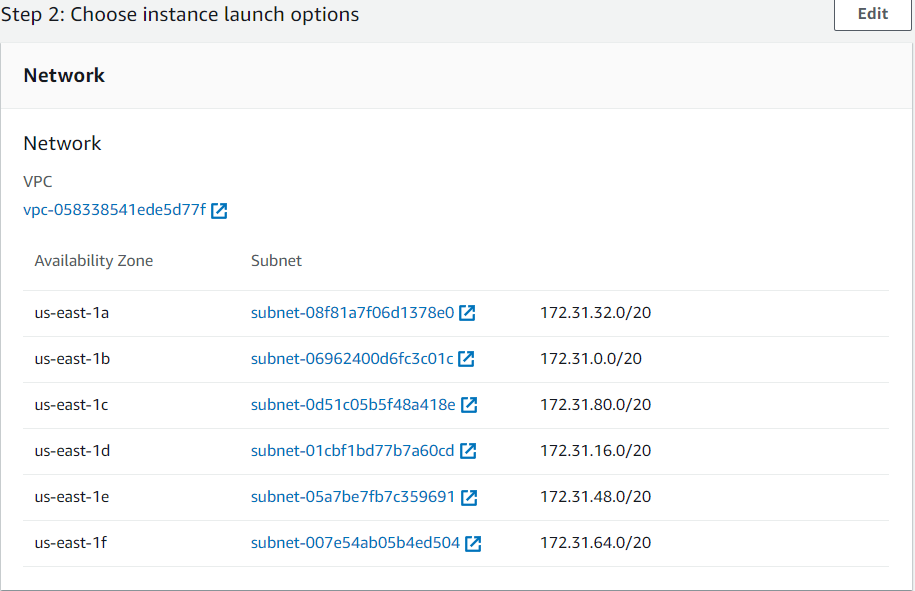 Step 2: Choose instance launch options
Edit
Network
Network
VPC
vpc-058338541ede5d77f
Availability Zone Subnet
us-east-1a subnet-08f81a7f06d1378e0 172.31.32.0/20
us-east-1b subnet-06962400d6fc3c01c 172.31.0.0/20
us-east-1c subnet-0d51c05b5f48a418e 172.31.80.0/20
us-east-1d subnet-01cbf1bd77b7a60cd 172.31.16.0/20
us-east-1e subnet-05a7be7fb7c359691 172.31.48.0/20
us-east-1f subnet-007e54ab05b4ed504 172.31.64.0/20